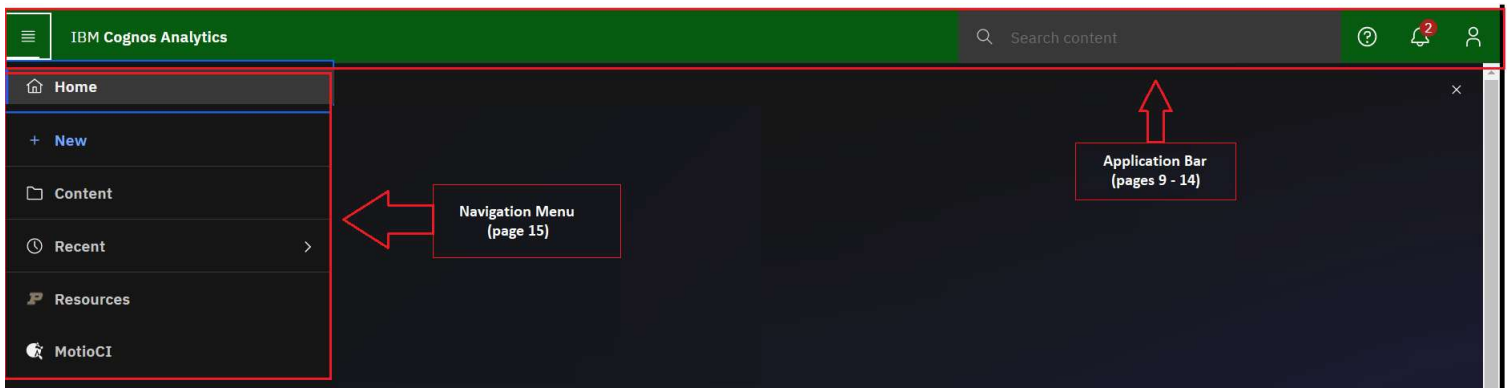 IBM Cognos Analytics
Search content
2
Home
New
Content
Recent
Resources
MotioCI
Navigation Menu
(page 15)
Application Bar
(pages 9 - 14)